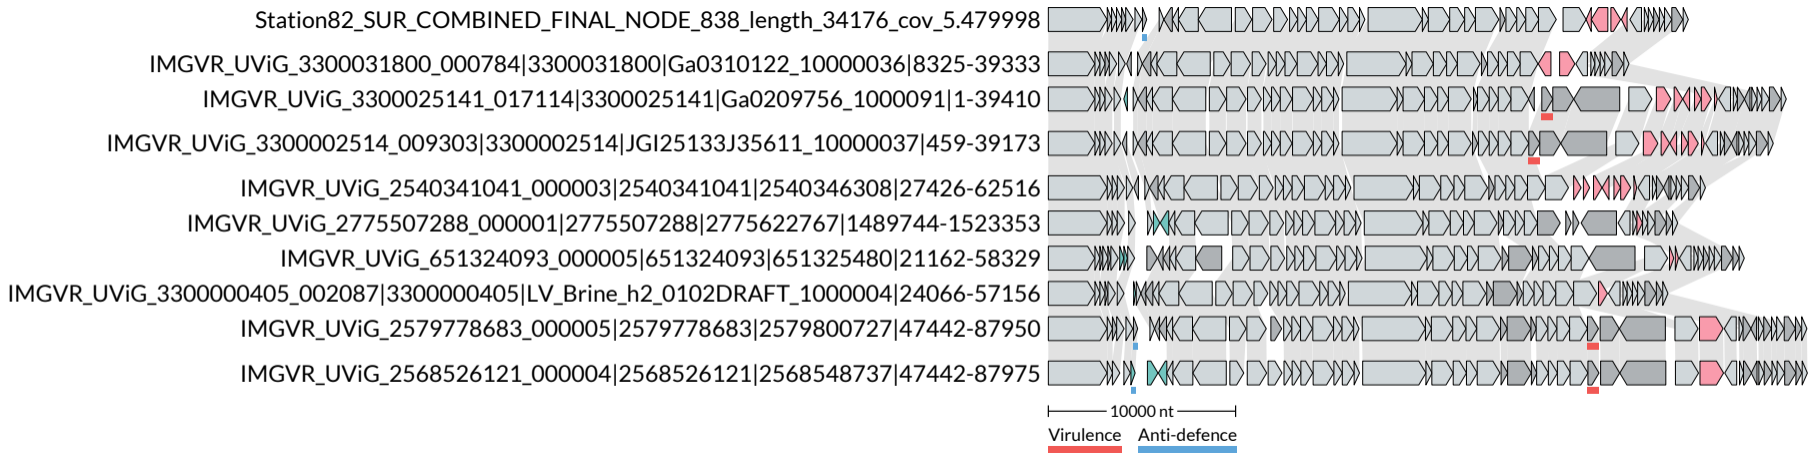 Station82_SUR_COMBINED_FINAL_NODE_838_length_34176_cov_5.479998
IMGVR_UViG_3300031800_000784|3300031800|Ga0310122_10000036|8325-39333
IMGVR_UViG_3300025141_017114|3300025141|Ga0209756_1000091|1-39410
IMGVR_UViG_3300002514_009303|3300002514|JGI25133J35611_10000037|459-39173
IMGVR_UViG_2540341041_000003|2540341041|2540346308|27426-62516
IMGVR_UViG_2775507288_000001|2775507288|2775622767|1489744-1523353
IMGVR_UViG_651324093_000005|651324093|651325480|21162-58329
IMGVR_UViG_3300000405_002087|3300000405|LV_Brine_h2_0102DRAFT_1000004|24066-57156
IMGVR_UViG_2579778683_000005|2579778683|2579800727|47442-87950
IMGVR_UViG_2568526121_000004|2568526121|2568548737|47442-87975
10000 nt
Virulence Anti-defence